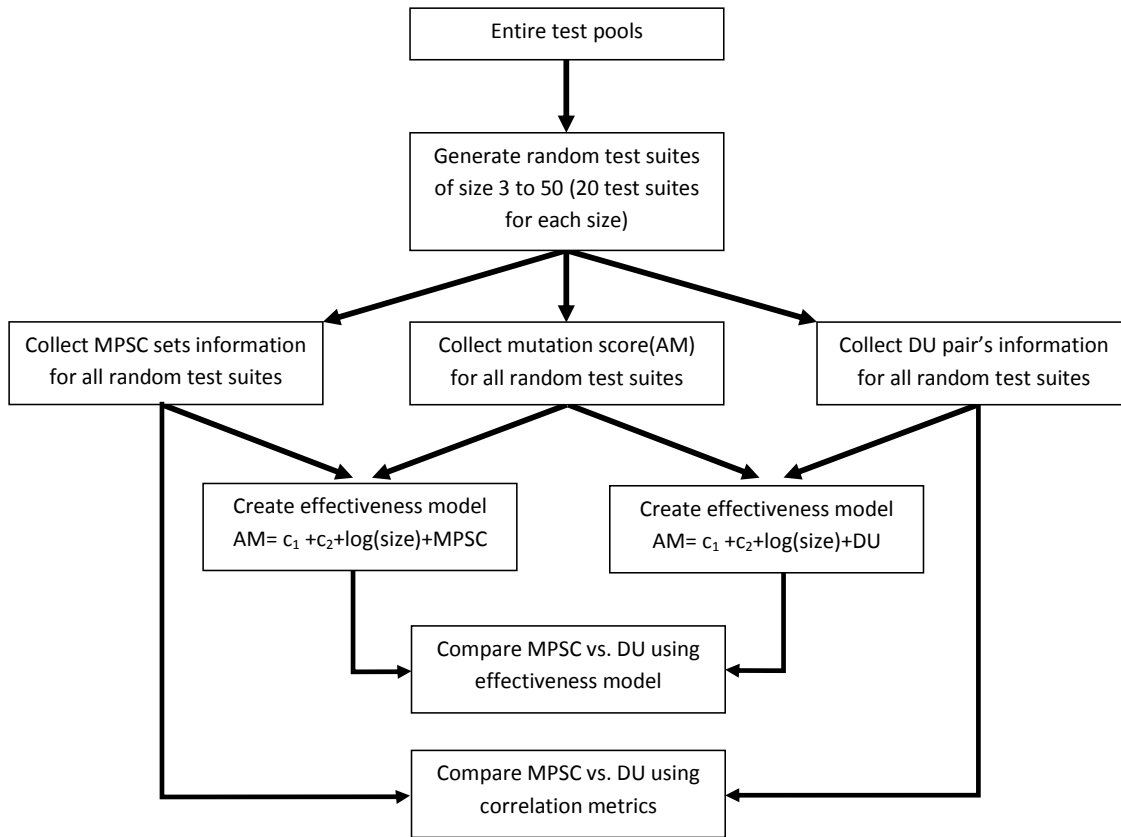 Entire test pools
Generate random test suites
of size 3 to 50 (20 test suites
for each size)
Collect MPSC sets information
for all random test suites
Collect mutation score(AM)
for all random test suites
Collect DU pair's information
for all random test suites
Create effectiveness model
AM= c₁ +c₂+log(size)+MPSC
Create effectiveness model
AM= c₁ +c₂+log(size)+DU
Compare MPSC vs. DU using
effectiveness model
Compare MPSC vs. DU using
correlation metrics